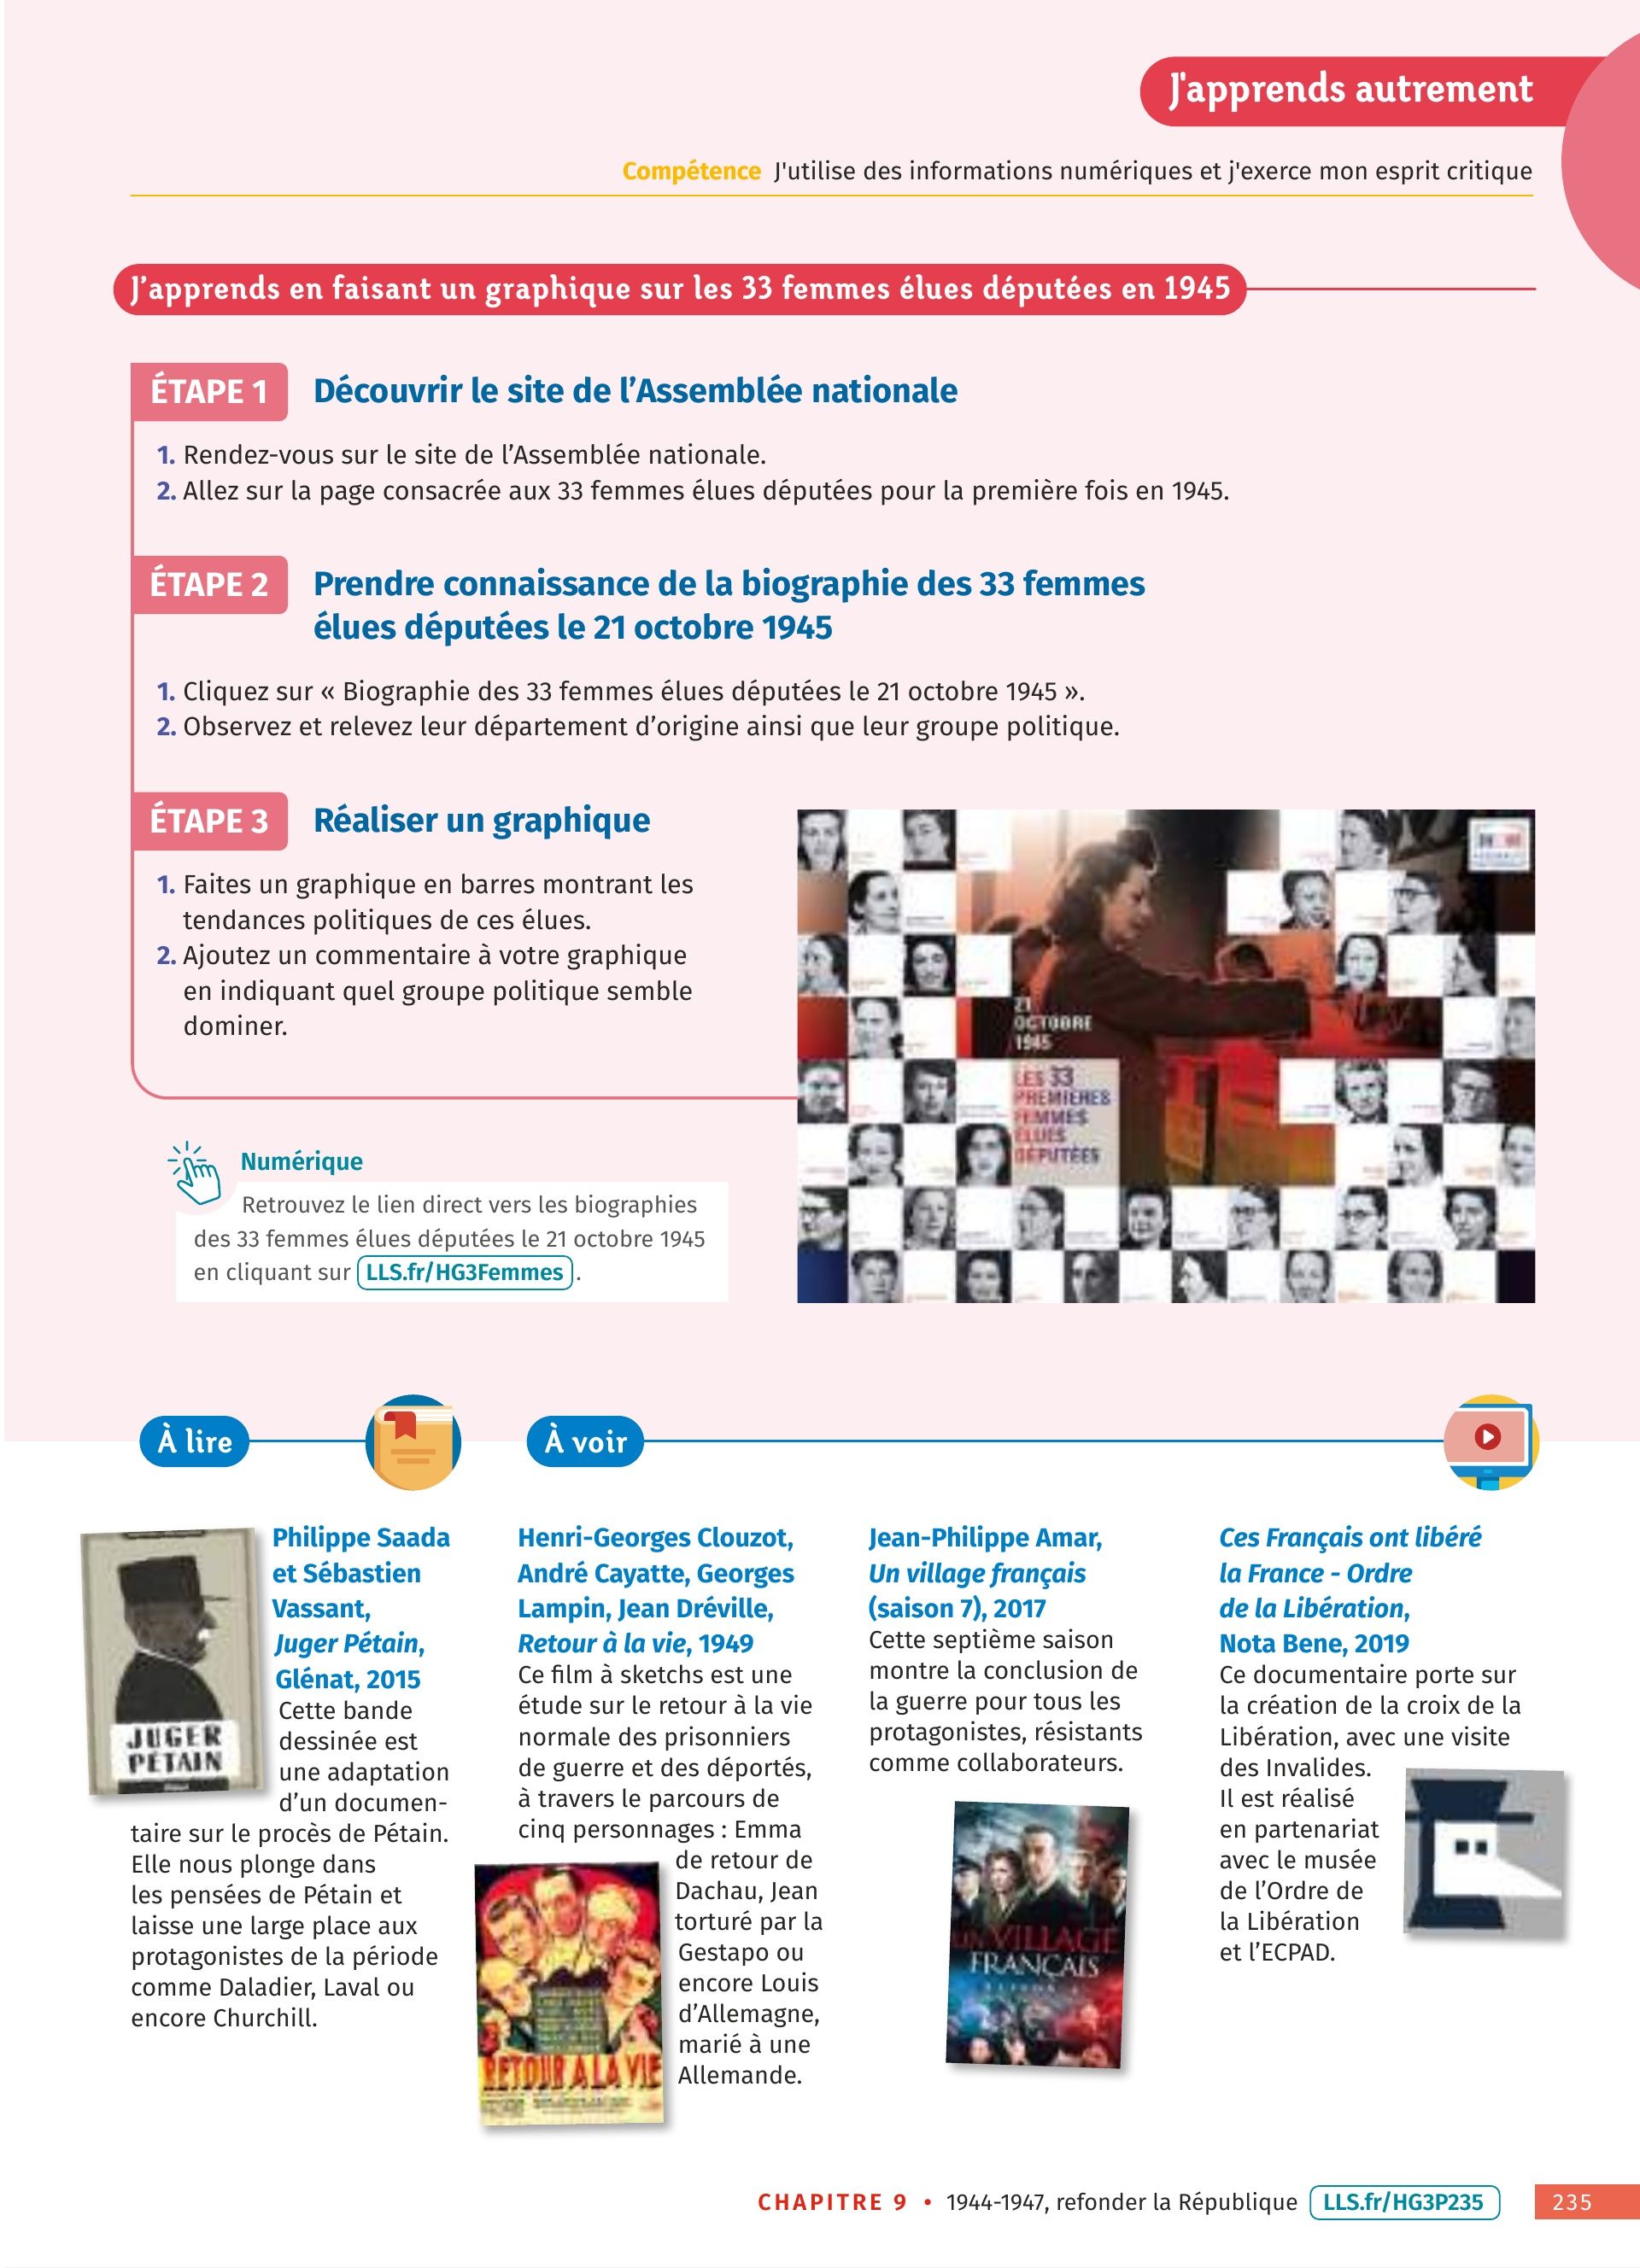 J'apprends autrement
Compétence J'utilise des informations numériques et j'exerce mon esprit critique
J'apprends en faisant un graphique sur les 33 femmes élues députées en 1945
ÉTAPE 1 Découvrir le site de l'Assemblée nationale
1. Rendez-vous sur le site de l'Assemblée nationale.
2. Allez sur la page consacrée aux 33 femmes élues députées pour la première fois en 1945.
ÉTAPE 2 Prendre connaissance de la biographie des 33 femmes
élues députées le 21 octobre 1945
1. Cliquez sur « Biographie des 33 femmes élues députées le 21 octobre 1945 ».
2. Observez et relevez leur département d'origine ainsi que leur groupe politique.
ÉTAPE 3 Réaliser un graphique
1. Faites un graphique en barres montrant les
tendances politiques de ces élues.
2. Ajoutez un commentaire à votre graphique
en indiquant quel groupe politique semble
dominer.
21
OCTOBRE
1945
LES 33
PREMIÈRES
FEMMES
ÉLUES
DÉPUTÉES
Numérique
Retrouvez le lien direct vers les biographies
des 33 femmes élues députées le 21 octobre 1945
en cliquant sur LLS.fr/HG3Femmes .
À lire
JUGER
PÉTAIN
Philippe Saada
et Sébastien
Vassant,
Juger Pétain,
Glénat, 2015
Cette bande
dessinée est
une adaptation
d'un documen-
taire sur le procès de Pétain.
Elle nous plonge dans
les pensées de Pétain et
laisse une large place aux
protagonistes de la période
comme Daladier, Laval ou
encore Churchill.
À voir
Henri-Georges Clouzot,
André Cayatte, Georges
Lampin, Jean Dréville,
Retour à la vie, 1949
Ce film à sketchs est une
étude sur le retour à la vie
normale des prisonniers
de guerre et des déportés,
à travers le parcours de
cinq personnages : Emma
de retour de
Dachau, Jean
torturé par la
Gestapo ou
encore Louis
d'Allemagne,
marié à une
Allemande.
RETOUR A LA VIE
Jean-Philippe Amar,
Un village français
(saison 7), 2017
Cette septième saison
montre la conclusion de
la guerre pour tous les
protagonistes, résistants
comme collaborateurs.
UN VILLAGE
FRANÇAIS
Ces Français ont libéré
la France - Ordre
de la Libération,
Nota Bene, 2019
Ce documentaire porte sur
la création de la croix de la
Libération, avec une visite
des Invalides.
Il est réalisé
en partenariat
avec le musée
de l'Ordre de
la Libération
et l'ECPAD.
CHAPITRE 9 • 1944-1947, refonder la République LLS.fr/HG3P235 235